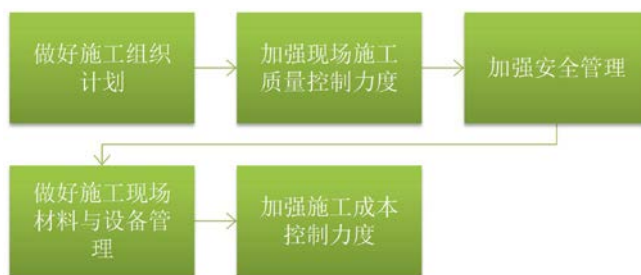 做好施工组织
计划
加强现场施工
质量控制力度
加强安全管理
做好施工现场
材料与设备管
理
加强施工成本
控制力度